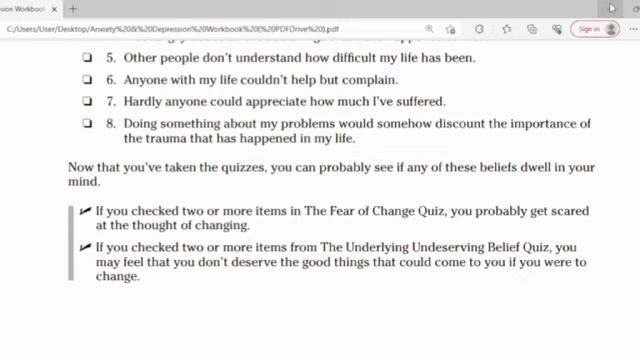 ssion Workbook
C:/Users/User/Desktop/Anxiety%20&%20Depression%20Workbook%20(%20PDFDrive%20).pdf
Sign in
5. Other people don't understand how difficult my life has been.
6. Anyone with my life couldn't help but complain.
7. Hardly anyone could appreciate how much I've suffered.
8. Doing something about my problems would somehow discount the importance of
the trauma that has happened in my life.
Now that you've taken the quizzes, you can probably see if any of these beliefs dwell in your
mind.
If you checked two or more items in The Fear of Change Quiz, you probably get scared
at the thought of changing.
If you checked two or more items from The Underlying Undeserving Belief Quiz, you
may feel that you don't deserve the good things that could come to you if you were to
change.